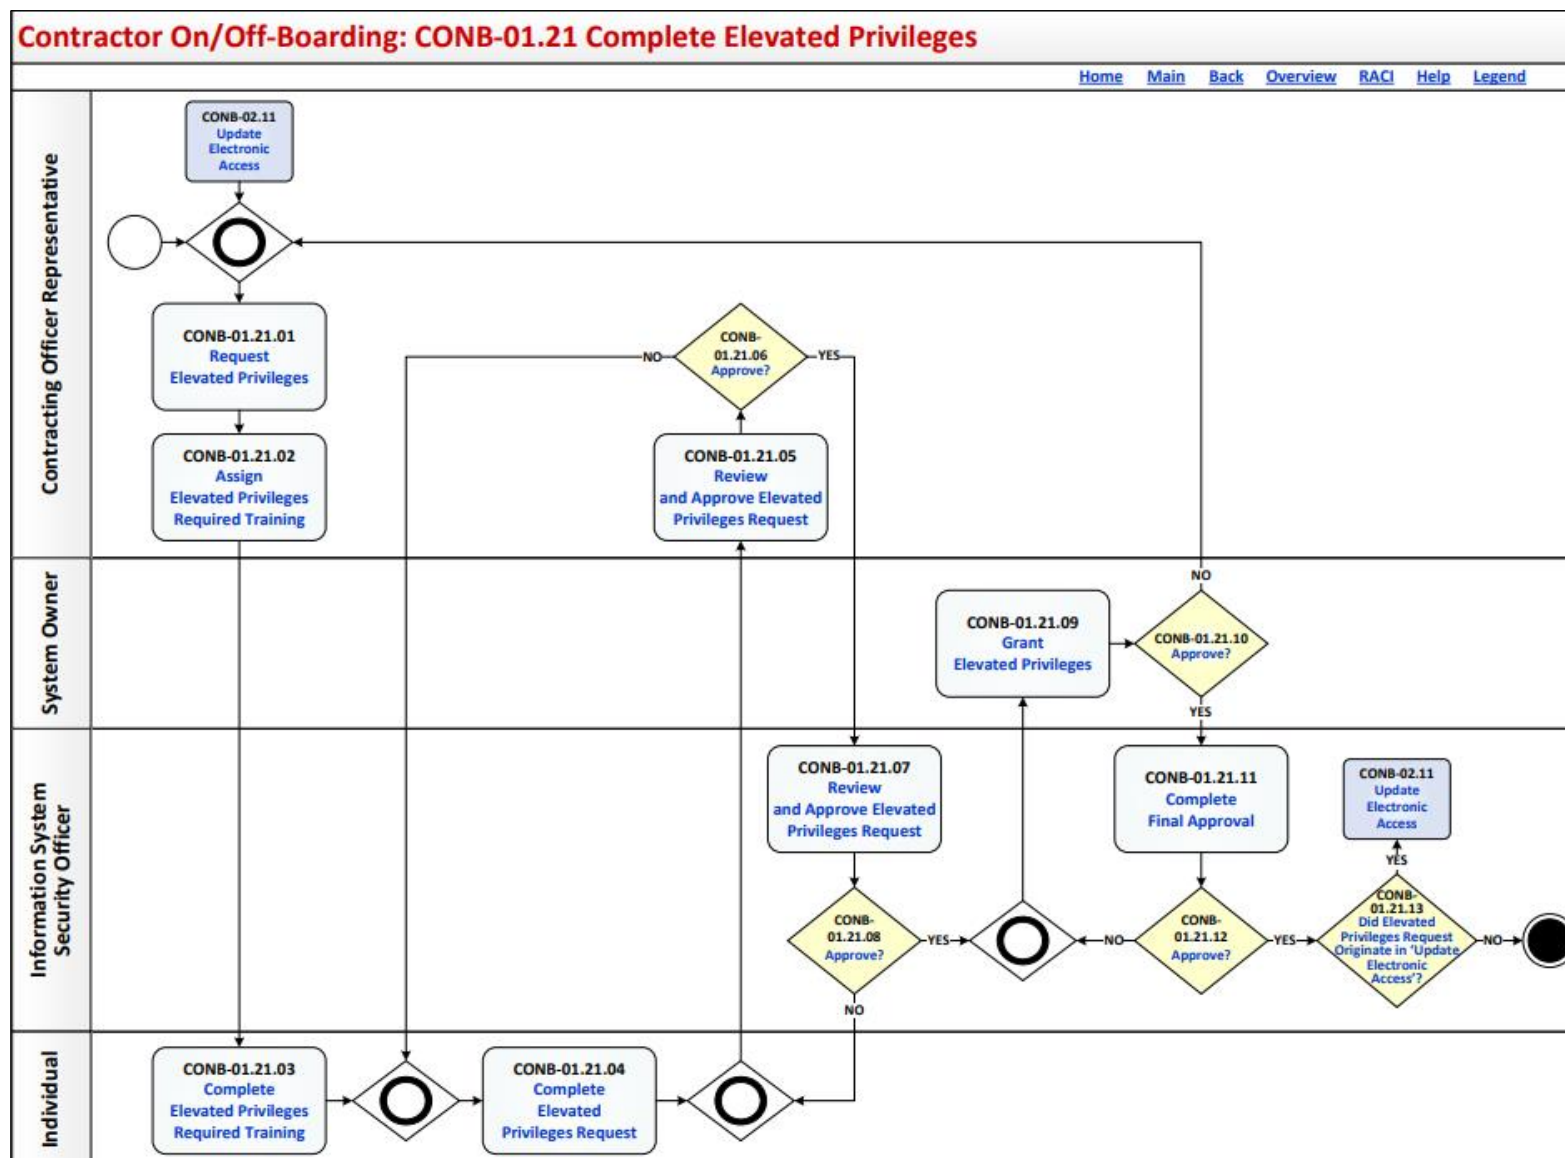 Contractor On/Off-Boarding: CONB-01.21 Complete Elevated Privileges
Home Main Back Overview RACI Help Legend
Contracting Officer Representative
CONB-02.11
Update
Electronic
Access
CONB-01.21.01
Request
Elevated Privileges
CONB-01.21.02
Assign
Elevated Privileges
Required Training
NO
CONB-
01.21.06
Approve?
YES
CONB-01.21.05
Review
and Approve Elevated
Privileges Request
System Owner
CONB-01.21.09
Grant
Elevated Privileges
NO
CONB-01.21.10
Approve?
YES
Information System
Security Officer
CONB-01.21.07
Review
and Approve Elevated
Privileges Request
CONB-01.21.11
Complete
Final Approval
CONB-02.11
Update
Electronic
Access
YES
CONB-
01.21.08
Approve?
YES
NO
NO
CONB-
01.21.12
Approve?
YES
CONB-
01.21.13
Did Elevated
Privileges Request
Originate in ‘Update
Electronic
Access’?
NO
Individual
CONB-01.21.03
Complete
Elevated Privileges
Required Training
CONB-01.21.04
Complete
Elevated
Privileges Request